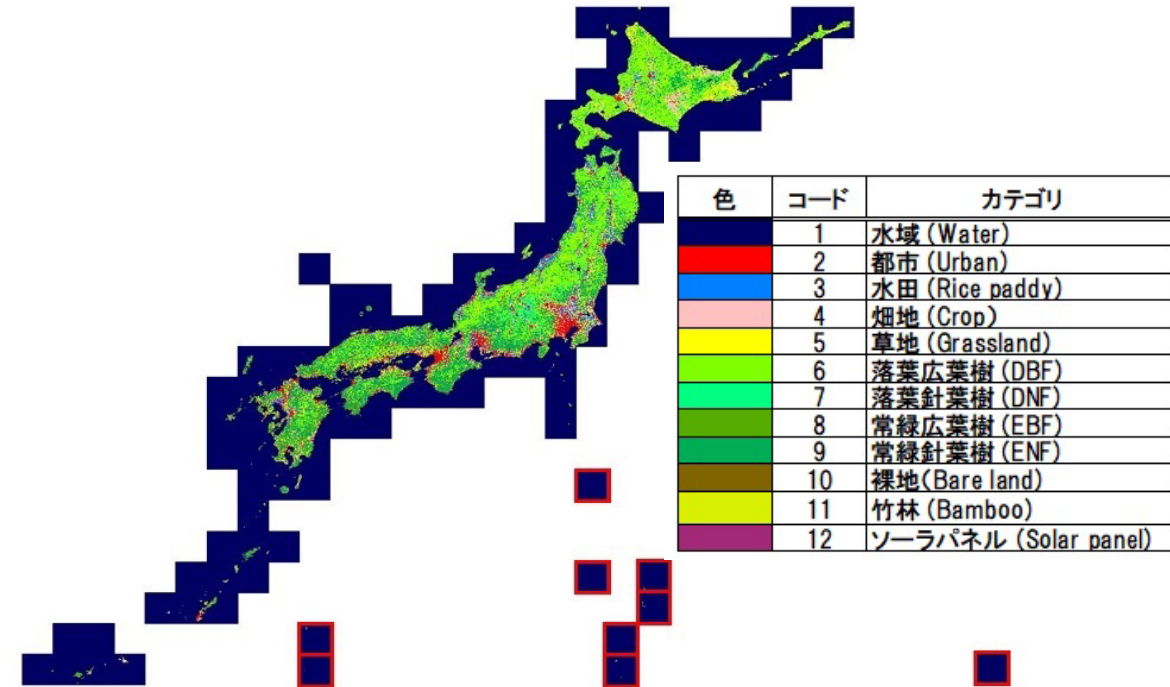 色 コード カテゴリ
1 水域 (Water)
2 都市 (Urban)
3 水田 (Rice paddy)
4 畑地 (Crop)
5 草地 (Grassland)
6 落葉広葉樹 (DBF)
7 落葉針葉樹 (DNF)
8 常緑広葉樹 (EBF)
9 常緑針葉樹 (ENF)
10 裸地(Bare land)
11 竹林 (Bamboo)
12 ソーラパネル (Solar panel)